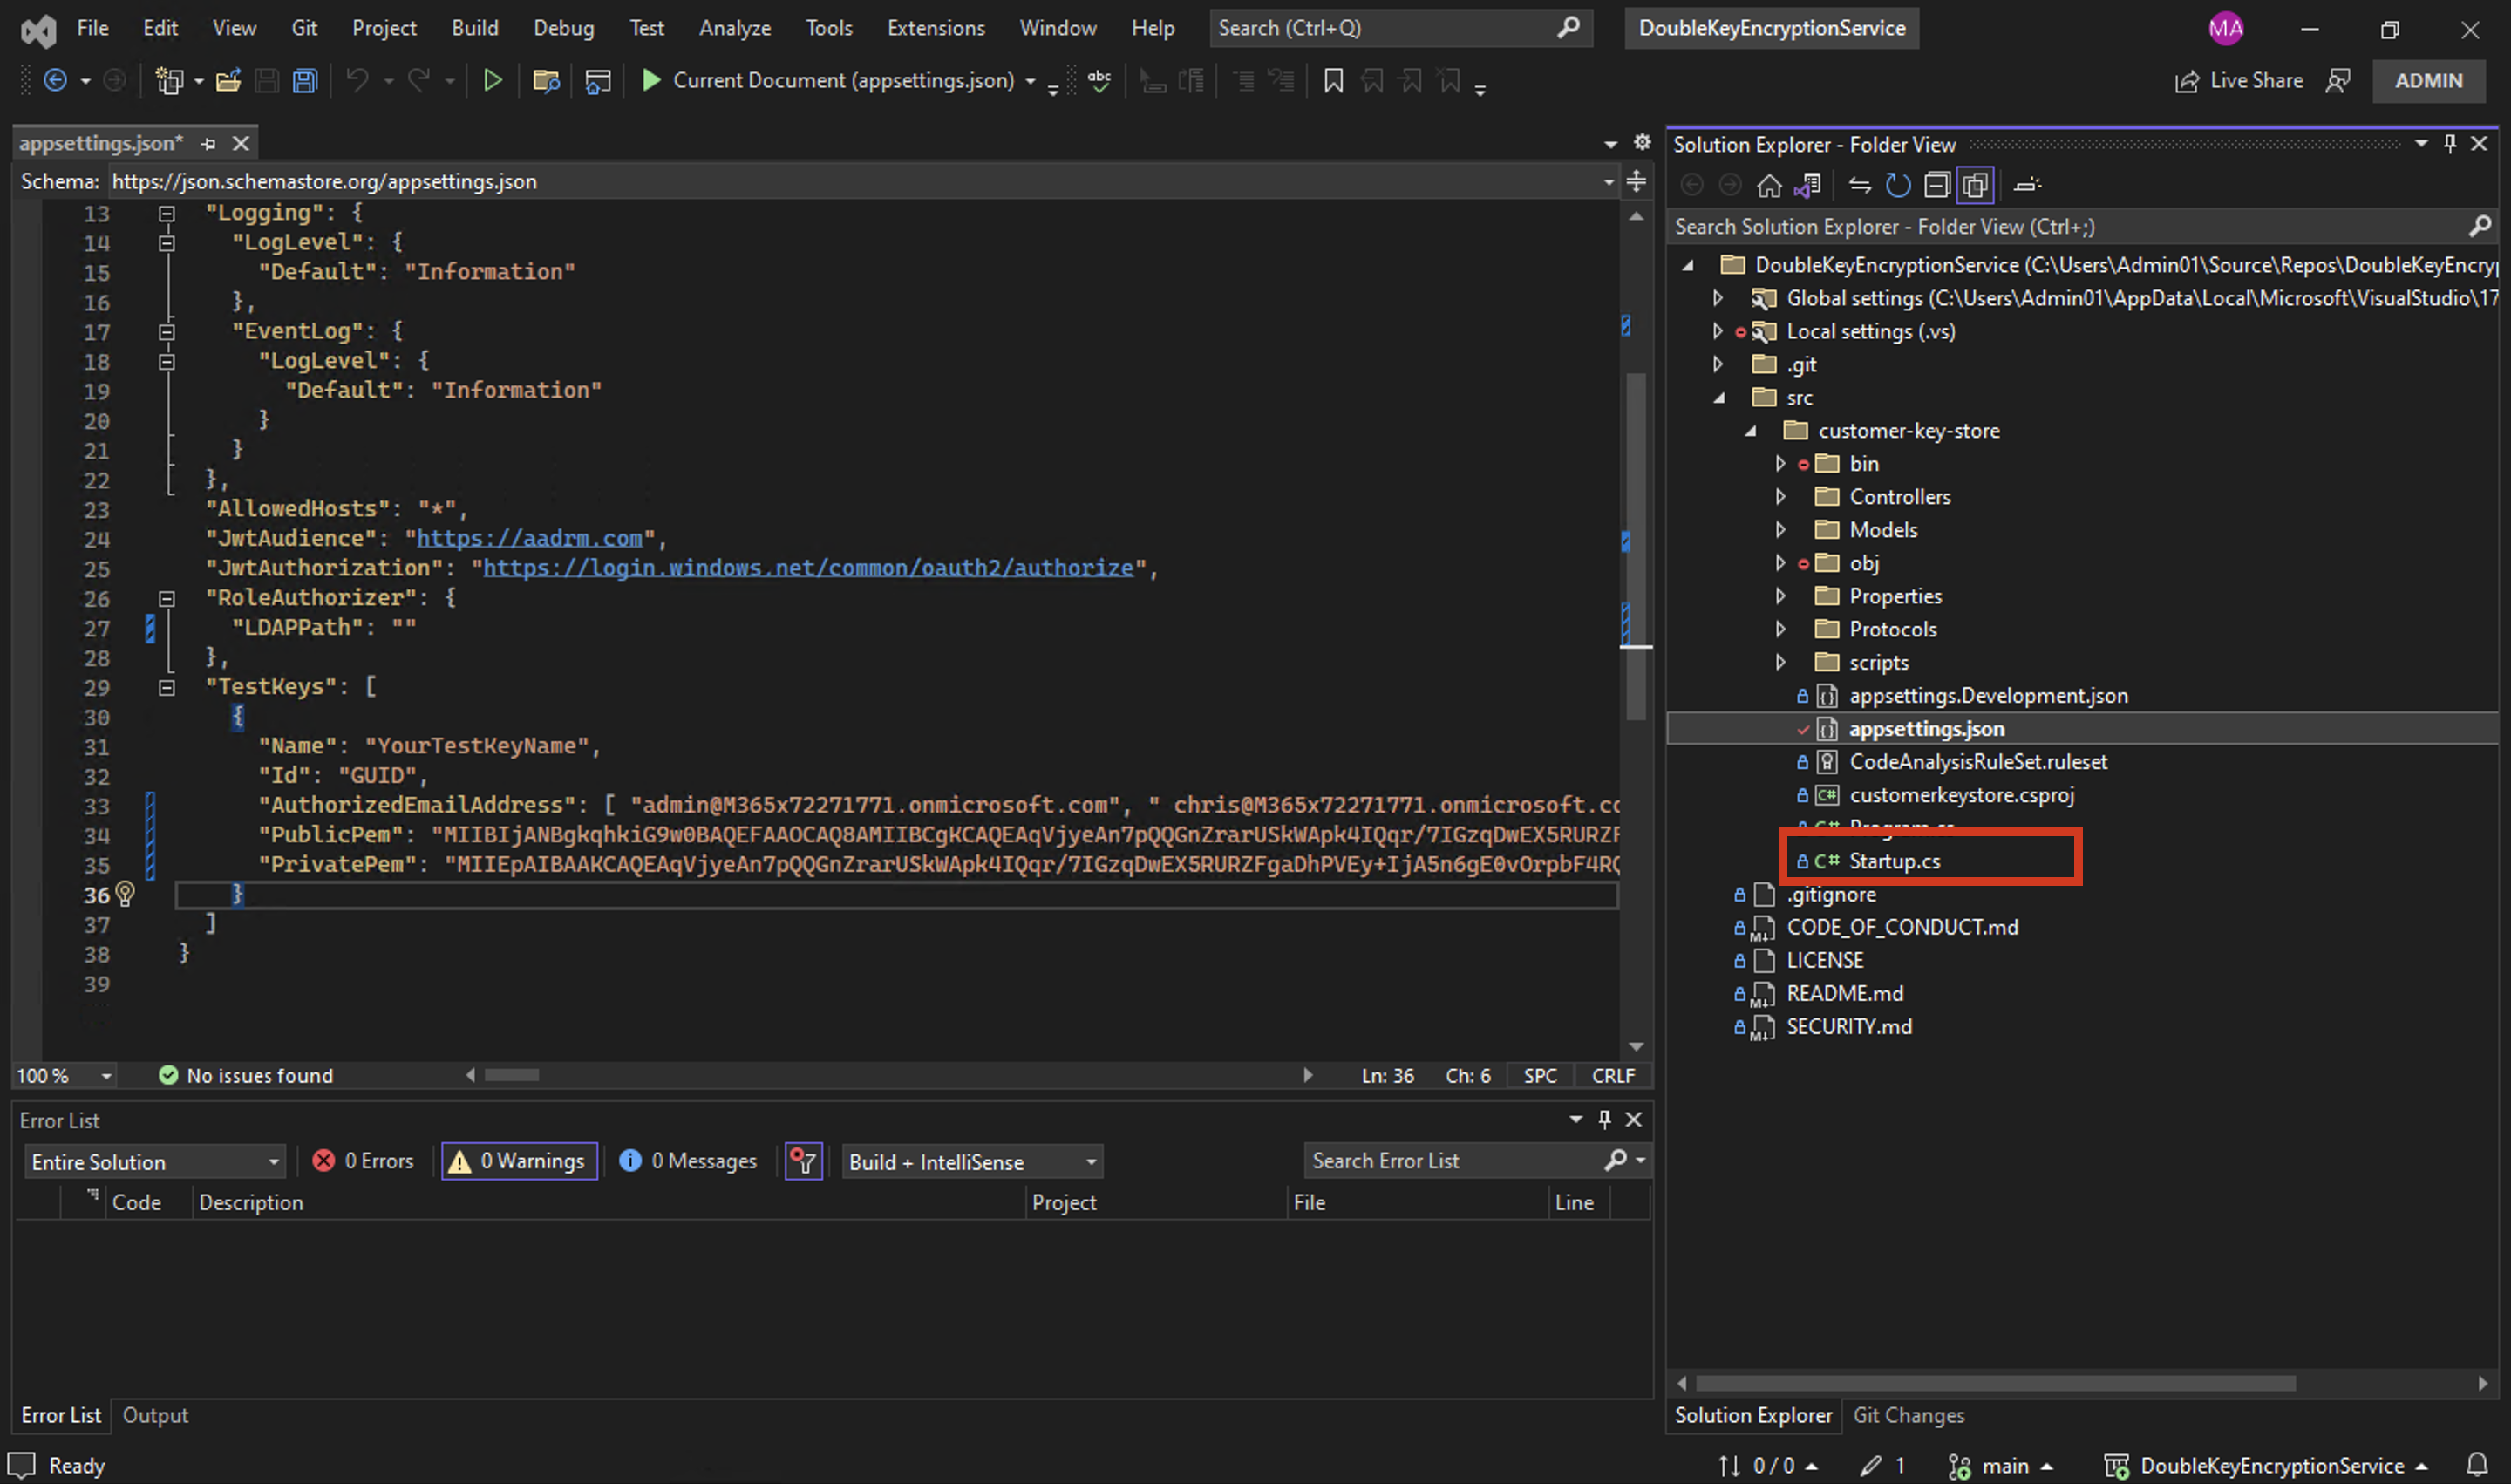 File Edit View Git Project Build Debug Test Analyze Tools Extensions Window Help Search (Ctrl+Q) DoubleKeyEncryptionService MA
Current Document (appsettings.json) abc Live Share ADMIN
appsettings.json*
Schema: https://json.schemastore.org/appsettings.json
13 "Logging": {
14 "LogLevel": {
15 "Default": "Information"
16 },
17 "EventLog": {
18 "LogLevel": {
19 "Default": "Information"
20 }
21 }
22 },
23 "AllowedHosts": "*",
24 "JwtAudience": "https://aadrm.com",
25 "JwtAuthorization": "https://login.windows.net/common/oauth2/authorize",
26 "RoleAuthorizer": {
27 "LDAPPath": ""
28 },
29 "TestKeys": [
30 {
31 "Name": "YourTestKeyName",
32 "Id": "GUID",
33 "AuthorizedEmailAddress": [ "admin@M365x72271771.onmicrosoft.com", " chris@M365x72271771.onmicrosoft.co
34 "PublicPem": "MIIBIjANBgkqhkiG9w0BAQEFAAOCAQ8AMIIBCgKCAQEAqVjyeAn7pQQGnZrarUSkWApk4IQqr/7IGzqDwEX5RURZF
35 "PrivatePem": "MIIEpAIBAAKCAQEAqVjyeAn7pQQGnZrarUSkWApk4IQqr/7IGzqDwEX5RURZFgaDhPVEy+IjA5n6gE0vOrpbF4RQ
36 }
37 ]
38 }
39
100 % No issues found Ln: 36 Ch: 6 SPC CRLF
Error List
Entire Solution 0 Errors 0 Warnings 0 Messages Build + IntelliSense Search Error List
Code Description Project File Line
Error List Output
Solution Explorer - Folder View
Search Solution Explorer - Folder View (Ctrl+;)
DoubleKeyEncryptionService (C:\Users\Admin01\Source\Repos\DoubleKeyEncry
Global settings (C:\Users\Admin01\AppData\Local\Microsoft\VisualStudio\17
Local settings (.vs)
.git
src
customer-key-store
bin
Controllers
Models
obj
Properties
Protocols
scripts
appsettings.Development.json
appsettings.json
CodeAnalysisRuleSet.ruleset
C# customerkeystore.csproj
C# Program.cs
C# Startup.cs
.gitignore
CODE_OF_CONDUCT.md
LICENSE
README.md
SECURITY.md
Solution Explorer Git Changes
Ready 0 / 0 1 main DoubleKeyEncryptionService